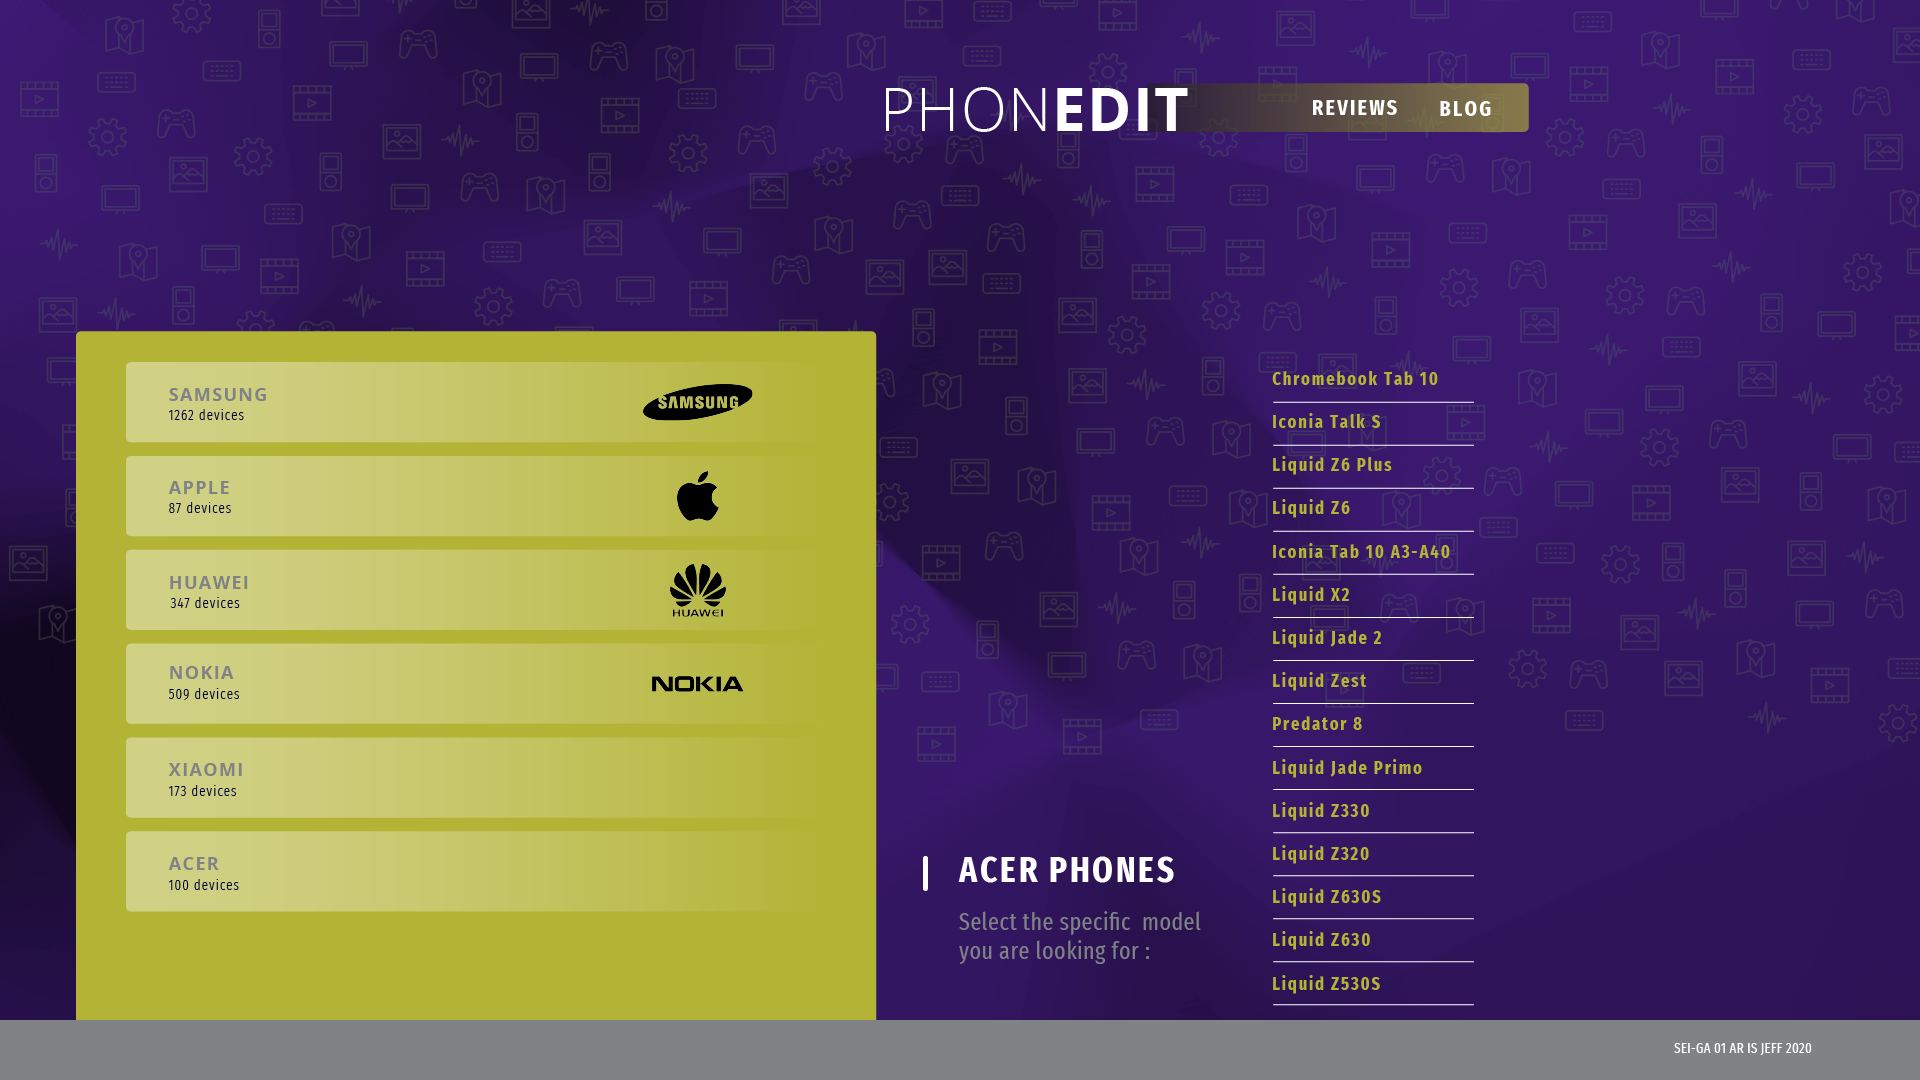 PHONEDIT
REVIEWS
BLOG
SAMSUNG
1262 devices
SAMSUNG
APPLE
87 devices
HUAWEI
347 devices
HUAWEI
NOKIA
509 devices
NOKIA
XIAOMI
173 devices
ACER
100 devices
ACER PHONES
Select the specific model
you are looking for :
Chromebook Tab 10
Iconia Talk S
Liquid Z6 Plus
Liquid Z6
Iconia Tab 10 A3-A40
Liquid X2
Liquid Jade 2
Liquid Zest
Predator 8
Liquid Jade Primo
Liquid Z330
Liquid Z320
Liquid Z630S
Liquid Z630
Liquid Z530S
SEI-GA 01 AR IS JEFF 2020